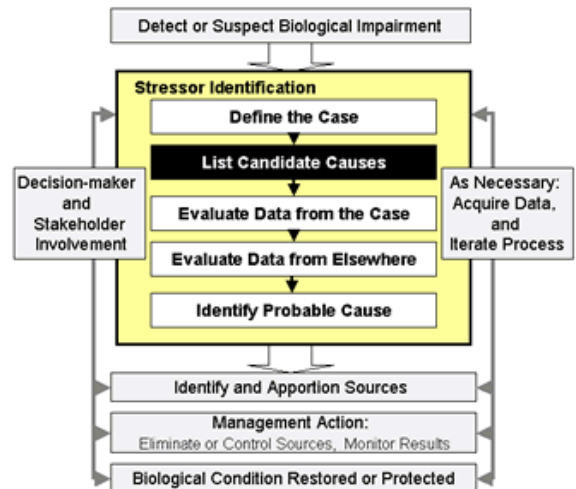 Detect or Suspect Biological Impairment
Stressor Identification
Define the Case
List Candidate Causes
Evaluate Data from the Case
Evaluate Data from Elsewhere
Identify Probable Cause
Decision-maker
and
Stakeholder
Involvement
As Necessary:
Acquire Data,
and
Iterate Process
Identify and Apportion Sources
Management Action:
Eliminate or Control Sources, Monitor Results
Biological Condition Restored or Protected